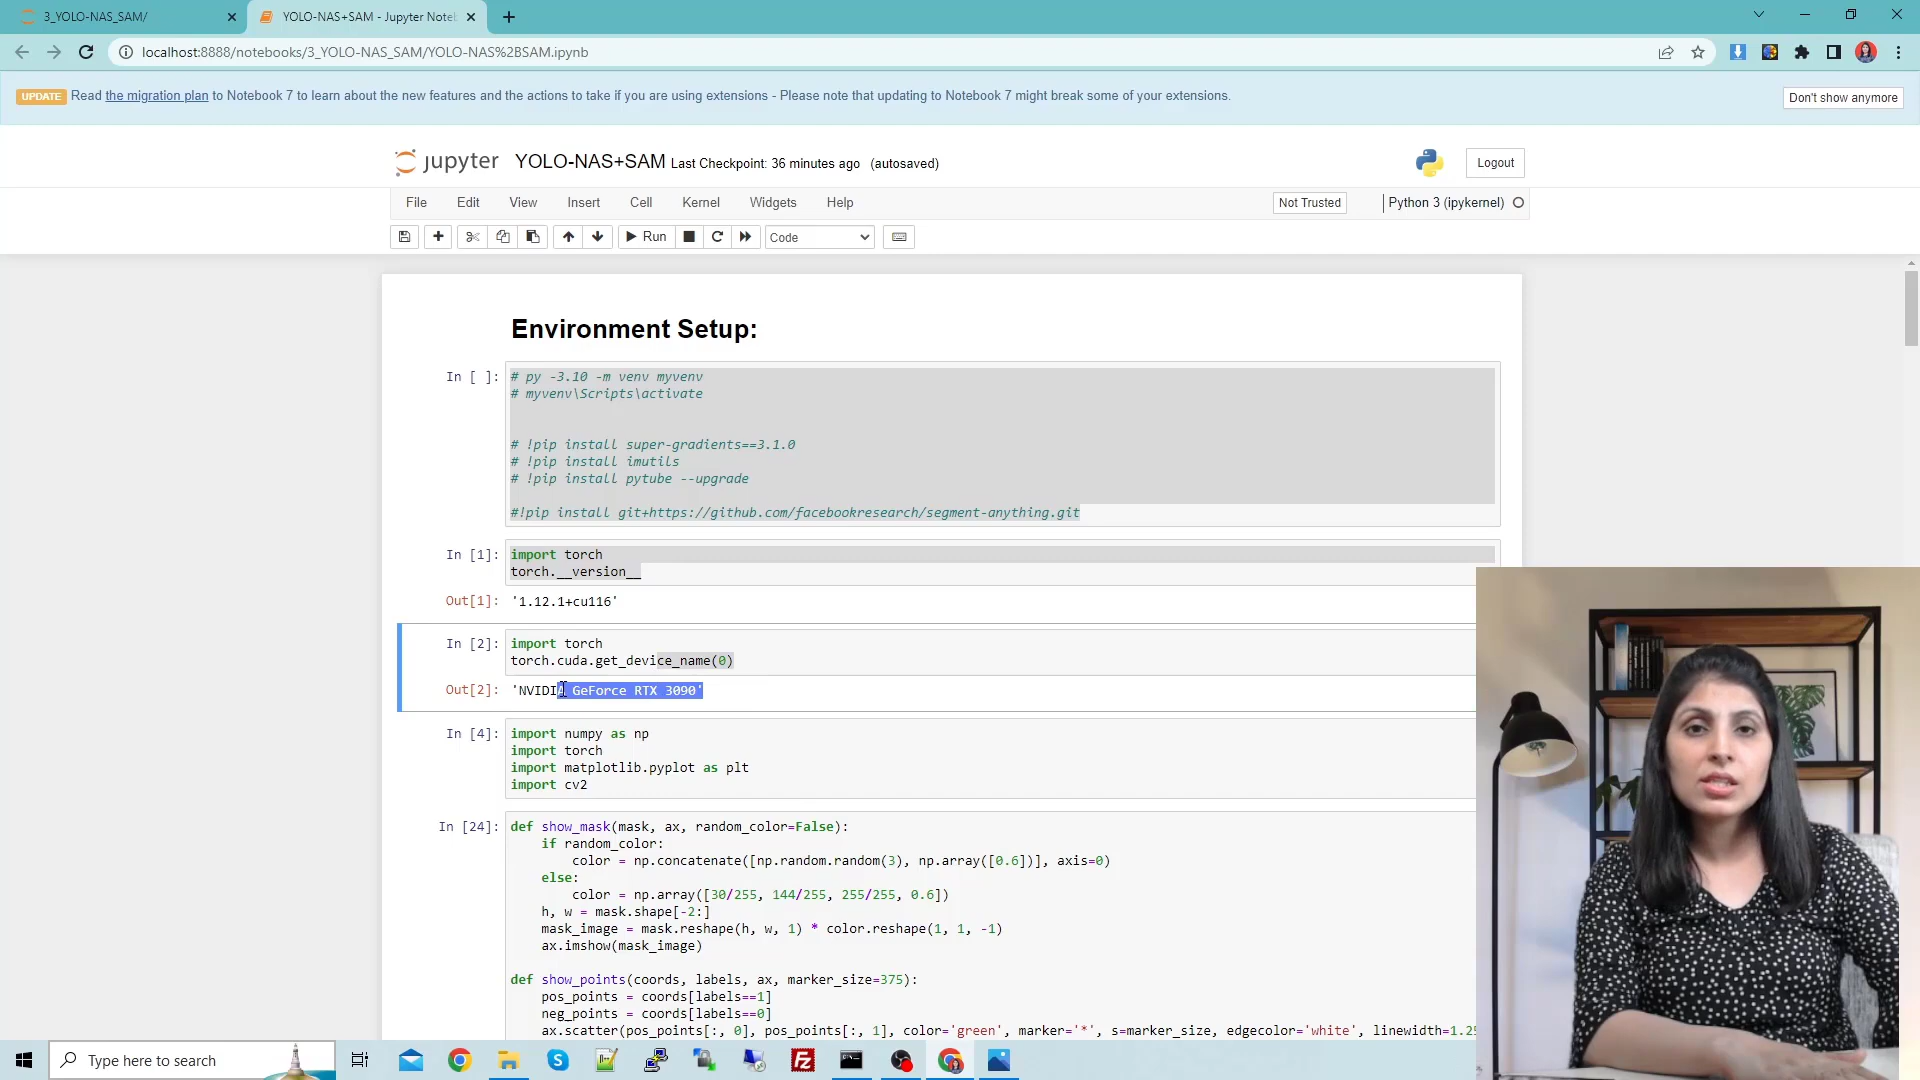 3_YOLO-NAS_SAM/
YOLO-NAS+SAM - Jupyter Note
localhost:8888/notebooks/3_YOLO-NAS_SAM/YOLO-NAS%2BSAM.ipynb
UPDATE Read the migration plan to Notebook 7 to learn about the new features and the actions to take if you are using extensions - Please note that updating to Notebook 7 might break some of your extensions.
Don't show anymore
jupyter YOLO-NAS+SAM Last Checkpoint: 36 minutes ago (autosaved)
Logout
File Edit View Insert Cell Kernel Widgets Help
Not Trusted
Python 3 (ipykernel)
Run
Code
Environment Setup:
In [ ]: # py -3.10 -m venv myvenv
# myvenv\Scripts\activate
# !pip install super-gradients==3.1.0
# !pip install imutils
# !pip install pytube --upgrade
#!pip install git+https://github.com/facebookresearch/segment-anything.git
In [1]: import torch
torch.__version__
Out[1]: '1.12.1+cu116'
In [2]: import torch
torch.cuda.get_device_name(0)
Out[2]: 'NVIDIA GeForce RTX 3090'
In [4]: import numpy as np
import torch
import matplotlib.pyplot as plt
import cv2
In [24]: def show_mask(mask, ax, random_color=False):
if random_color:
color = np.concatenate([np.random.random(3), np.array([0.6])], axis=0)
else:
color = np.array([30/255, 144/255, 255/255, 0.6])
h, w = mask.shape[-2:]
mask_image = mask.reshape(h, w, 1) * color.reshape(1, 1, -1)
ax.imshow(mask_image)
def show_points(coords, labels, ax, marker_size=375):
pos_points = coords[labels==1]
neg_points = coords[labels==0]
ax.scatter(pos_points[:, 0], pos_points[:, 1], color='green', marker='*', s=marker_size, edgecolor='white', linewidth=1.25
Type here to search